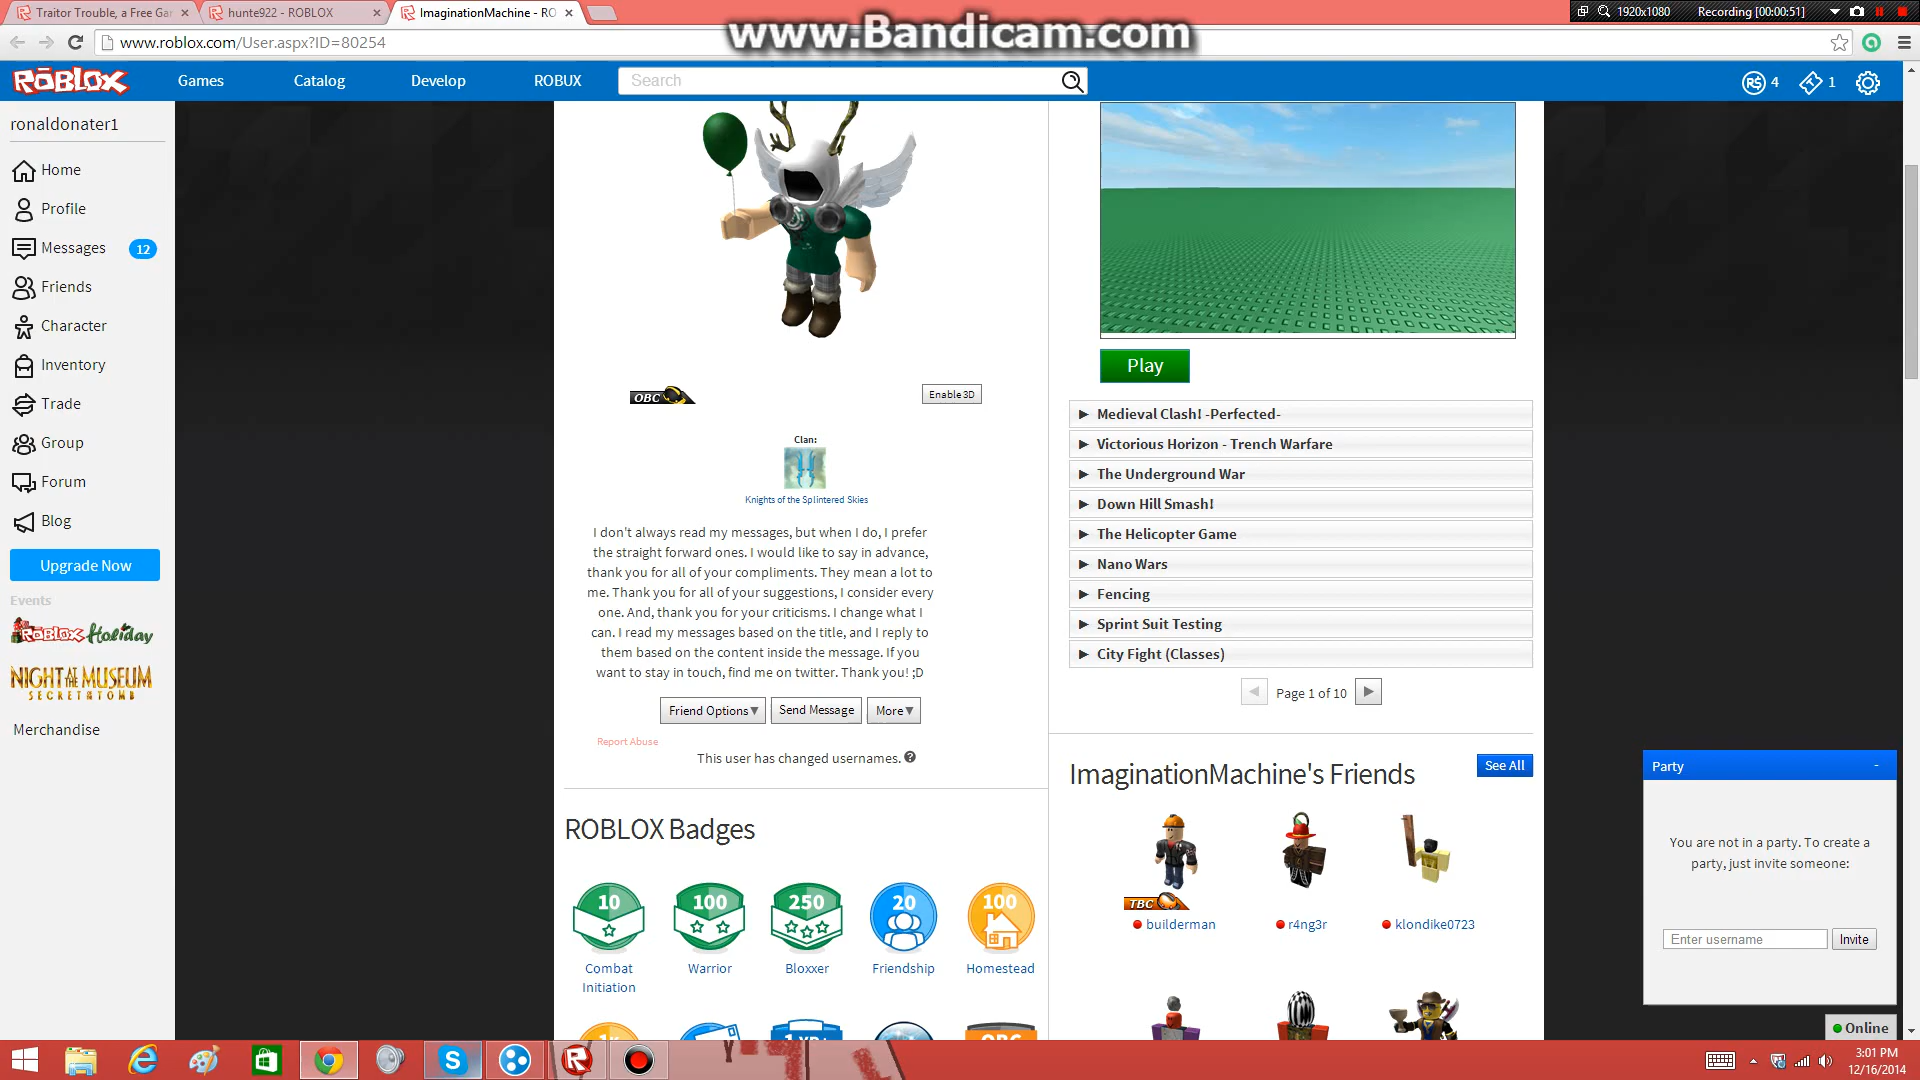 Traitor Trouble, a Free Gar
hunte922 - ROBLOX
ImaginationMachine - RO
1920x1080
Recording [00:00:51]
www.roblox.com/User.aspx?ID=80254
www.Bandicam.com
ROBLOX
Games
Catalog
Develop
ROBUX
Search
R$ 4
1
ronaldonater1
Home
Profile
Messages
12
Friends
Character
Inventory
Trade
Group
Forum
Blog
Upgrade Now
Events
ROBLOX Holiday
NIGHT AT THE MUSEUM
SECRET OF THE TOMB
Merchandise
OBC
Enable 3D
Clan:
Knights of the Splintered Skies
I don't always read my messages, but when I do, I prefer
the straight forward ones. I would like to say in advance,
thank you for all of your compliments. They mean a lot to
me. Thank you for all of your suggestions, I consider every
one. And, thank you for your criticisms. I change what I
can. I read my messages based on the title, and I reply to
them based on the content inside the message. If you
want to stay in touch, find me on twitter. Thank you! ;D
Friend Options
Send Message
More
Report Abuse
This user has changed usernames.
ROBLOX Badges
10
100
250
20
100
Combat
Initiation
Warrior
Bloxxer
Friendship
Homestead
OBC
Play
Medieval Clash! -Perfected-
Victorious Horizon - Trench Warfare
The Underground War
Down Hill Smash!
The Helicopter Game
Nano Wars
Fencing
Sprint Suit Testing
City Fight (Classes)
Page 1 of 10
ImaginationMachine's Friends
See All
TBC
builderman
r4ng3r
klondike0723
Party
-
You are not in a party. To create a
party, just invite someone:
Enter username
Invite
Online
3:01 PM
12/16/2014